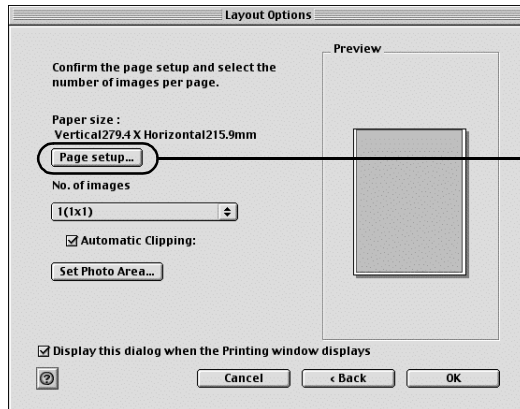 Layout Options
Confirm the page setup and select the
number of images per page.
Paper size :
Vertical279.4 X Horizontal215.9mm
Page setup...
No. of images
1(1x1)
Automatic Clipping:
Set Photo Area...
Preview
Display this dialog when the Printing window displays
?
Cancel
‹ Back
OK